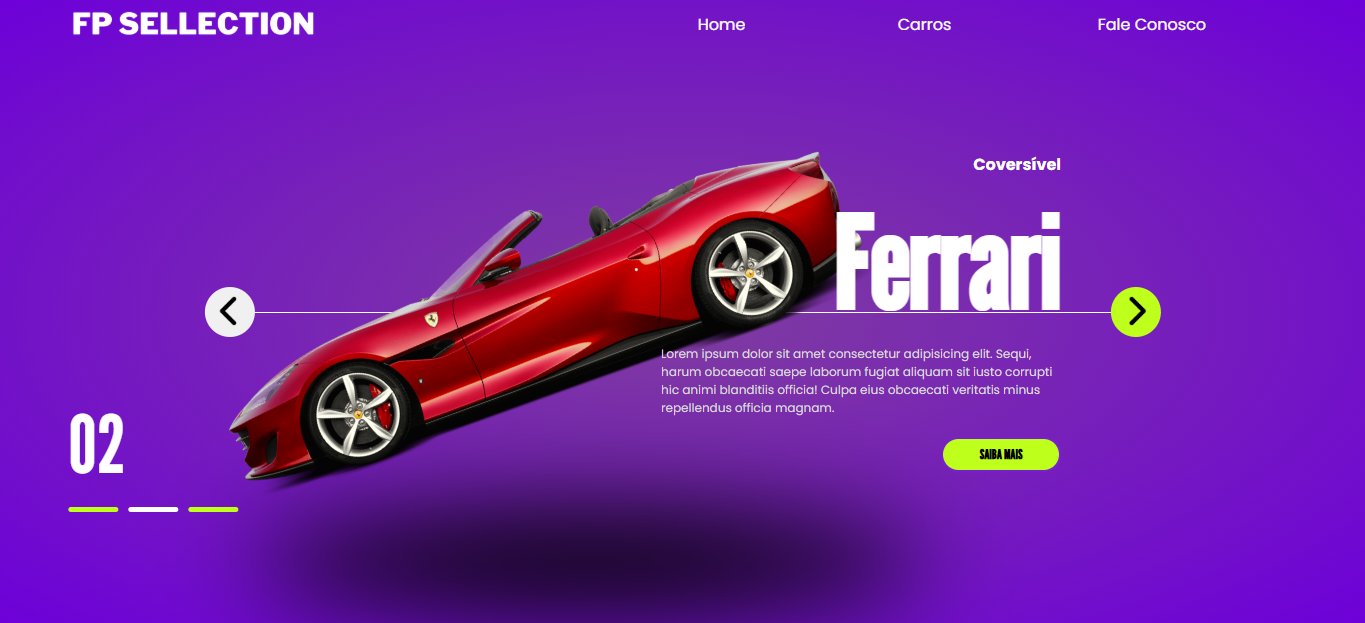 FP SELLECTION
Home
Carros
Fale Conosco
Coversível
Ferrari
Lorem ipsum dolor sit amet consectetur adipisicing elit. Sequi,
harum obcaecati saepe laborum fugiat aliquam sit iusto corrupti
hic animi blanditiis officia! Culpa eius obcaecati veritatis minus
repellendus officia magnam.
02
SAIBA MAIS